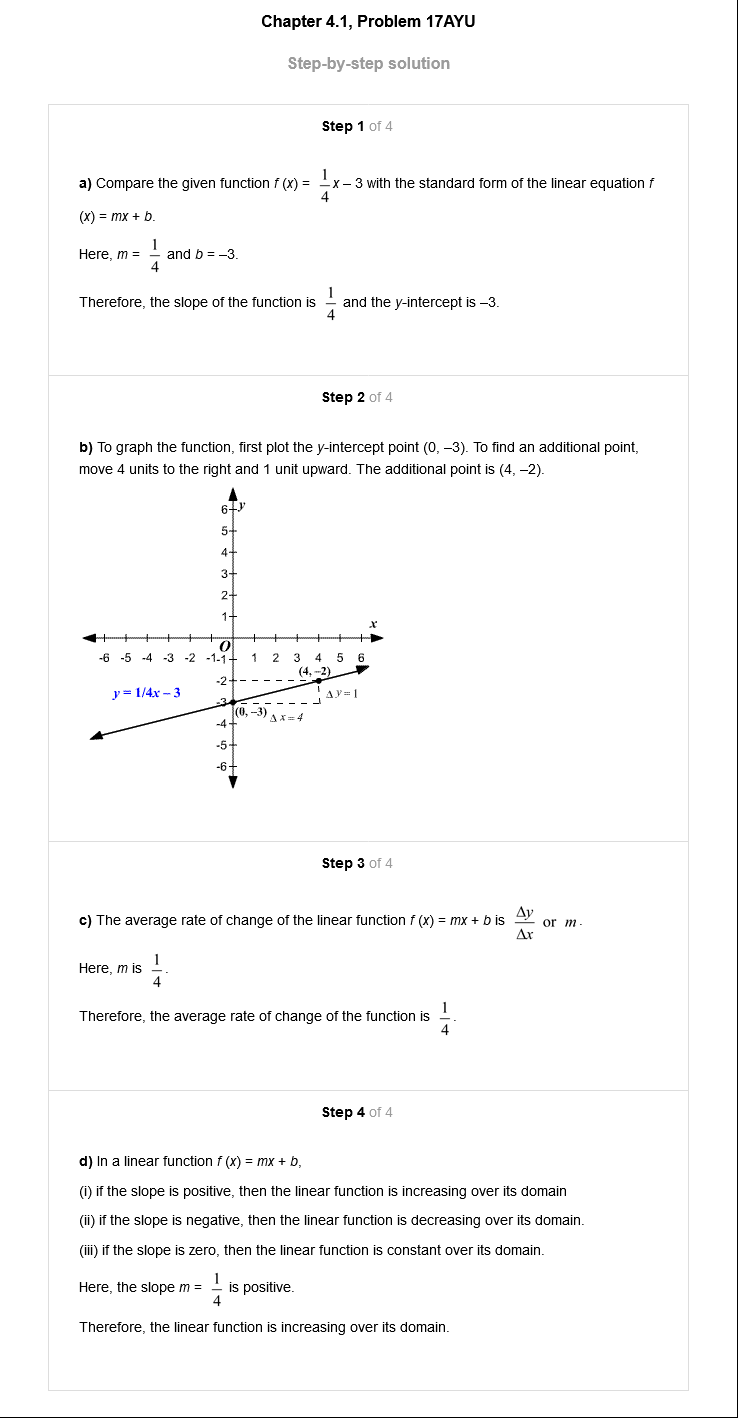 Chapter 4.1, Problem 17AYU
Step-by-step solution
Step 1 of 4
a) Compare the given function f (x) = 1/4 x – 3 with the standard form of the linear equation f
(x) = mx + b.
Here, m = 1/4 and b = –3.
Therefore, the slope of the function is 1/4 and the y-intercept is –3.
Step 2 of 4
b) To graph the function, first plot the y-intercept point (0, –3). To find an additional point,
move 4 units to the right and 1 unit upward. The additional point is (4, –2).
y
6
5
4
3
2
1
x
O
-6 -5 -4 -3 -2 -1 -1 1 2 3 4 5 6
(4, –2)
-2
y = 1/4x – 3
Δ y = 1
-3
(0, –3)
Δ x = 4
-4
-5
-6
Step 3 of 4
c) The average rate of change of the linear function f (x) = mx + b is Δy/Δx or m.
Here, m is 1/4.
Therefore, the average rate of change of the function is 1/4.
Step 4 of 4
d) In a linear function f (x) = mx + b,
(i) if the slope is positive, then the linear function is increasing over its domain
(ii) if the slope is negative, then the linear function is decreasing over its domain.
(iii) if the slope is zero, then the linear function is constant over its domain.
Here, the slope m = 1/4 is positive.
Therefore, the linear function is increasing over its domain.